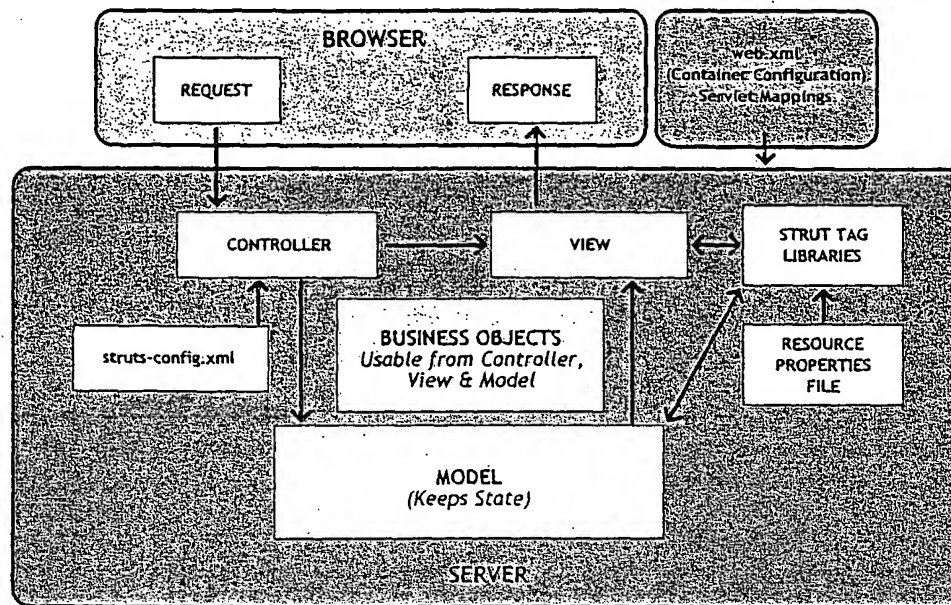 BROWSER
REQUEST
RESPONSE
web.xml
(Container Configuration)
Servlet Mappings
CONTROLLER
VIEW
STRUT TAG
LIBRARIES
struts-config.xml
BUSINESS OBJECTS
Usable from Controller,
View & Model
RESOURCE
PROPERTIES
FILE
MODEL
(Keeps State)
SERVER